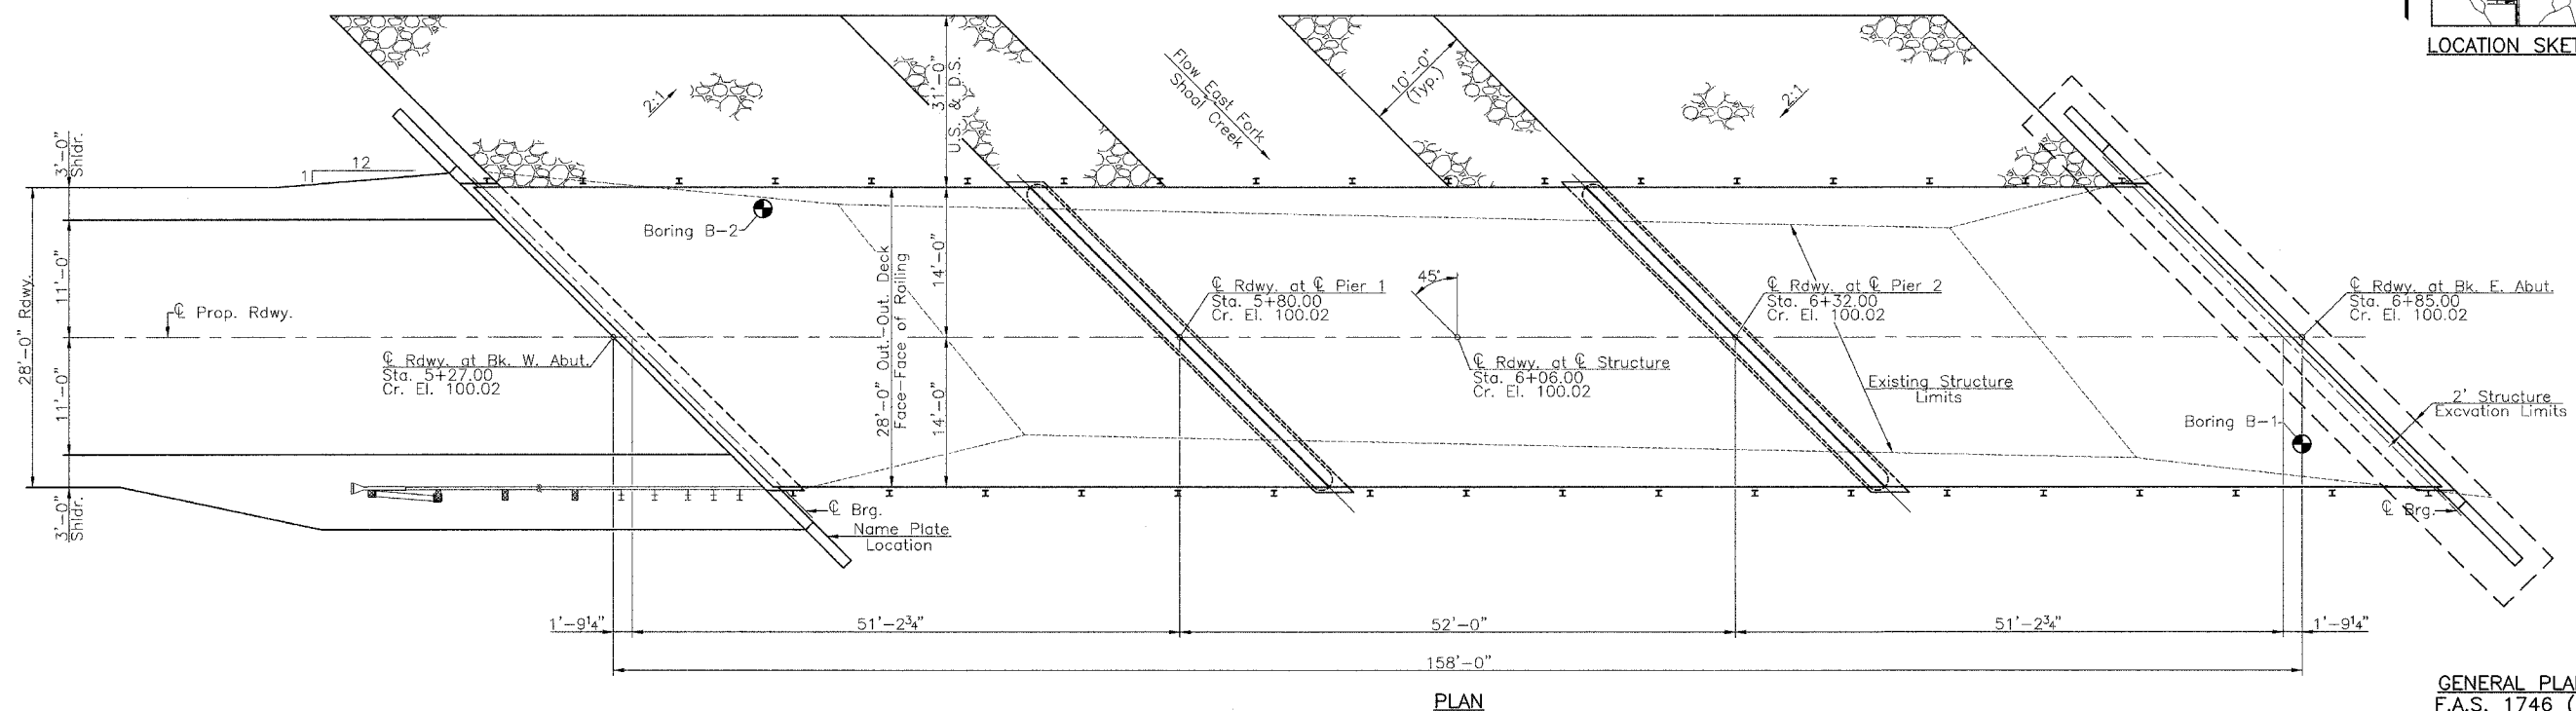 LOCATION SKET
31'-0"
U.S. & D.S.
Flow East Fork
Shoal Creek
10'-0"
(Typ.)
2:1
2:1
3'-0"
Shldr.
12
1
Boring B-2
28'-0" Rdwy.
11'-0"
11'-0"
3'-0"
Shldr.
℄ Prop. Rdwy.
28'-0" Out.-Out. Deck
Face-Face of Railing
14'-0"
14'-0"
℄ Rdwy. at Bk. W. Abut.
Sta. 5+27.00
Cr. El. 100.02
℄ Rdwy. at ℄ Pier 1
Sta. 5+80.00
Cr. El. 100.02
45°
℄ Rdwy. at ℄ Structure
Sta. 6+06.00
Cr. El. 100.02
℄ Rdwy. at ℄ Pier 2
Sta. 6+32.00
Cr. El. 100.02
℄ Rdwy. at Bk. E. Abut.
Sta. 6+85.00
Cr. El. 100.02
Existing Structure
Limits
2' Structure
Excvation Limits
Boring B-1
℄ Brg.
Name Plate
Location
℄ Brg.
1'-9¼"
51'-2¾"
52'-0"
51'-2¾"
1'-9¼"
158'-0"
PLAN
GENERAL PLA
F.A.S. 1746 (